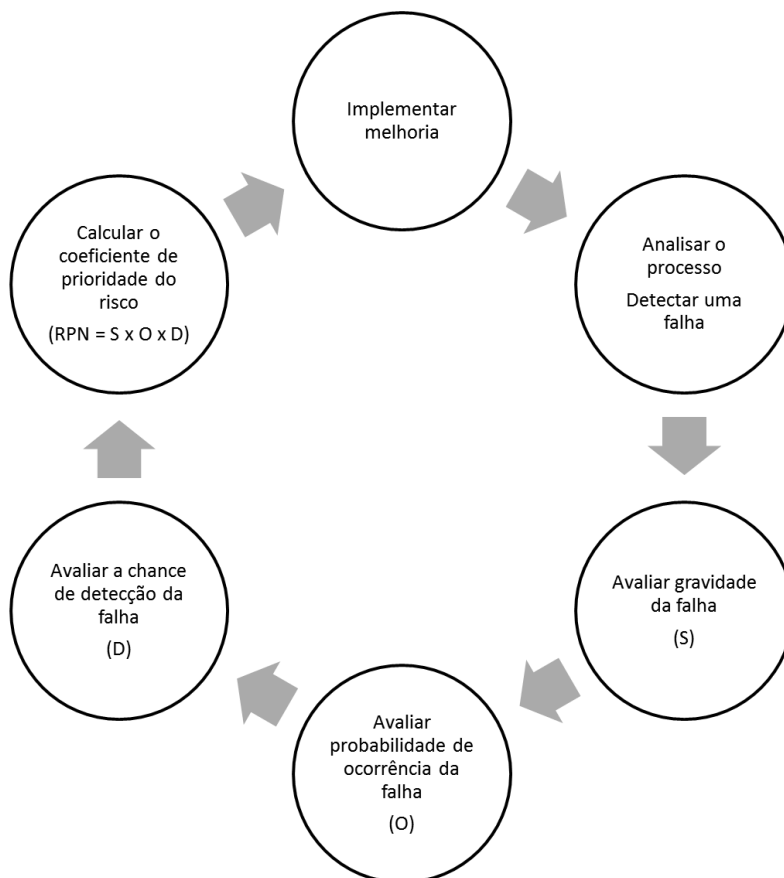 Implementar
melhoria
Analisar o
processo
Detectar uma
falha
Avaliar gravidade
da falha
(S)
Avaliar
probabilidade de
ocorrência da
falha
(O)
Avaliar a chance
de detecção da
falha
(D)
Calcular o
coeficiente de
prioridade do
risco
(RPN = S x O x D)